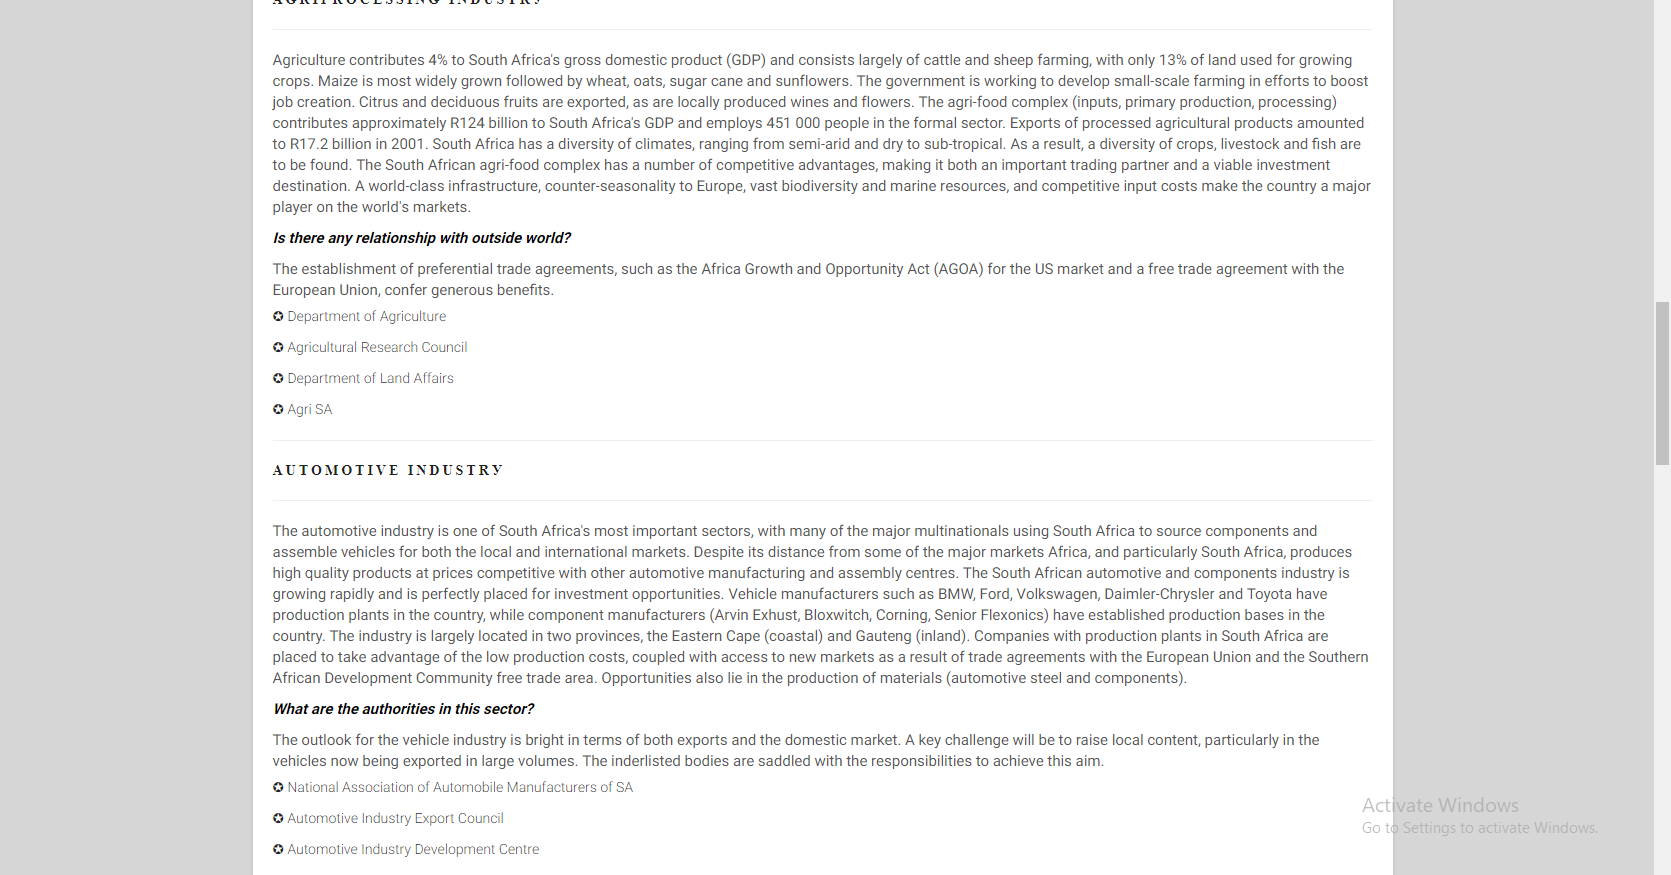 AGRIPROCESSING INDUSTRY
Agriculture contributes 4% to South Africa's gross domestic product (GDP) and consists largely of cattle and sheep farming, with only 13% of land used for growing
crops. Maize is most widely grown followed by wheat, oats, sugar cane and sunflowers. The government is working to develop small-scale farming in efforts to boost
job creation. Citrus and deciduous fruits are exported, as are locally produced wines and flowers. The agri-food complex (inputs, primary production, processing)
contributes approximately R124 billion to South Africa's GDP and employs 451 000 people in the formal sector. Exports of processed agricultural products amounted
to R17.2 billion in 2001. South Africa has a diversity of climates, ranging from semi-arid and dry to sub-tropical. As a result, a diversity of crops, livestock and fish are
to be found. The South African agri-food complex has a number of competitive advantages, making it both an important trading partner and a viable investment
destination. A world-class infrastructure, counter-seasonality to Europe, vast biodiversity and marine resources, and competitive input costs make the country a major
player on the world's markets.
Is there any relationship with outside world?
The establishment of preferential trade agreements, such as the Africa Growth and Opportunity Act (AGOA) for the US market and a free trade agreement with the
European Union, confer generous benefits.
✪ Department of Agriculture
✪ Agricultural Research Council
✪ Department of Land Affairs
✪ Agri SA
AUTOMOTIVE INDUSTRY
The automotive industry is one of South Africa's most important sectors, with many of the major multinationals using South Africa to source components and
assemble vehicles for both the local and international markets. Despite its distance from some of the major markets Africa, and particularly South Africa, produces
high quality products at prices competitive with other automotive manufacturing and assembly centres. The South African automotive and components industry is
growing rapidly and is perfectly placed for investment opportunities. Vehicle manufacturers such as BMW, Ford, Volkswagen, Daimler-Chrysler and Toyota have
production plants in the country, while component manufacturers (Arvin Exhust, Bloxwitch, Corning, Senior Flexonics) have established production bases in the
country. The industry is largely located in two provinces, the Eastern Cape (coastal) and Gauteng (inland). Companies with production plants in South Africa are
placed to take advantage of the low production costs, coupled with access to new markets as a result of trade agreements with the European Union and the Southern
African Development Community free trade area. Opportunities also lie in the production of materials (automotive steel and components).
What are the authorities in this sector?
The outlook for the vehicle industry is bright in terms of both exports and the domestic market. A key challenge will be to raise local content, particularly in the
vehicles now being exported in large volumes. The inderlisted bodies are saddled with the responsibilities to achieve this aim.
✪ National Association of Automobile Manufacturers of SA
✪ Automotive Industry Export Council
✪ Automotive Industry Development Centre
Activate Windows
Go to Settings to activate Windows.